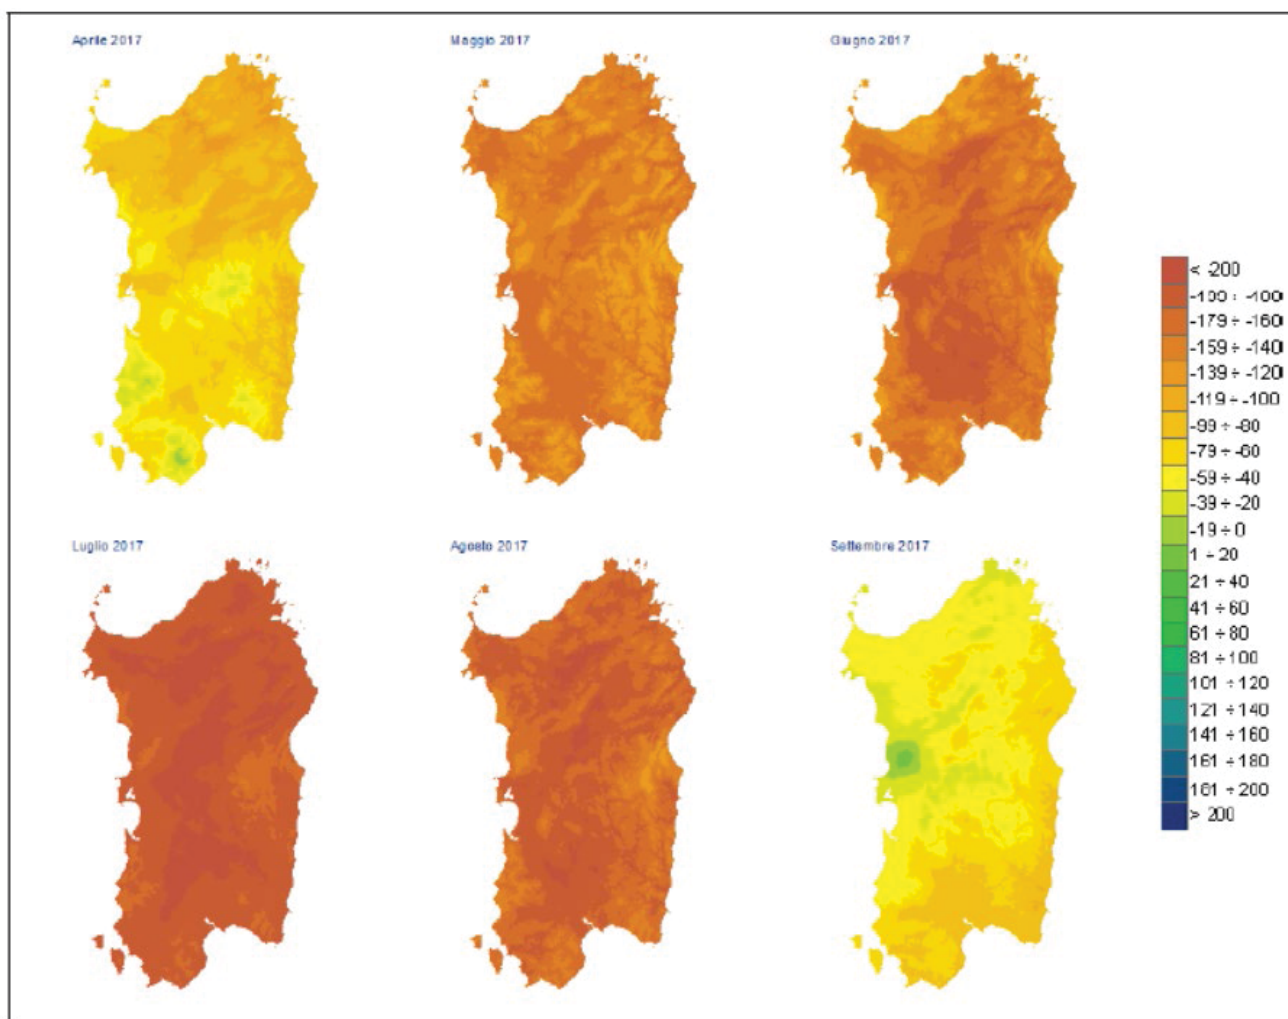 Aprile 2017
Maggio 2017
Giugno 2017
Luglio 2017
Agosto 2017
Settembre 2017
< -200
-199 ÷ -180
-179 ÷ -160
-159 ÷ -140
-139 ÷ -120
-119 ÷ -100
-99 ÷ -80
-79 ÷ -60
-59 ÷ -40
-39 ÷ -20
-19 ÷ 0
1 ÷ 20
21 ÷ 40
41 ÷ 60
61 ÷ 80
81 ÷ 100
101 ÷ 120
121 ÷ 140
141 ÷ 160
161 ÷ 180
181 ÷ 200
> 200